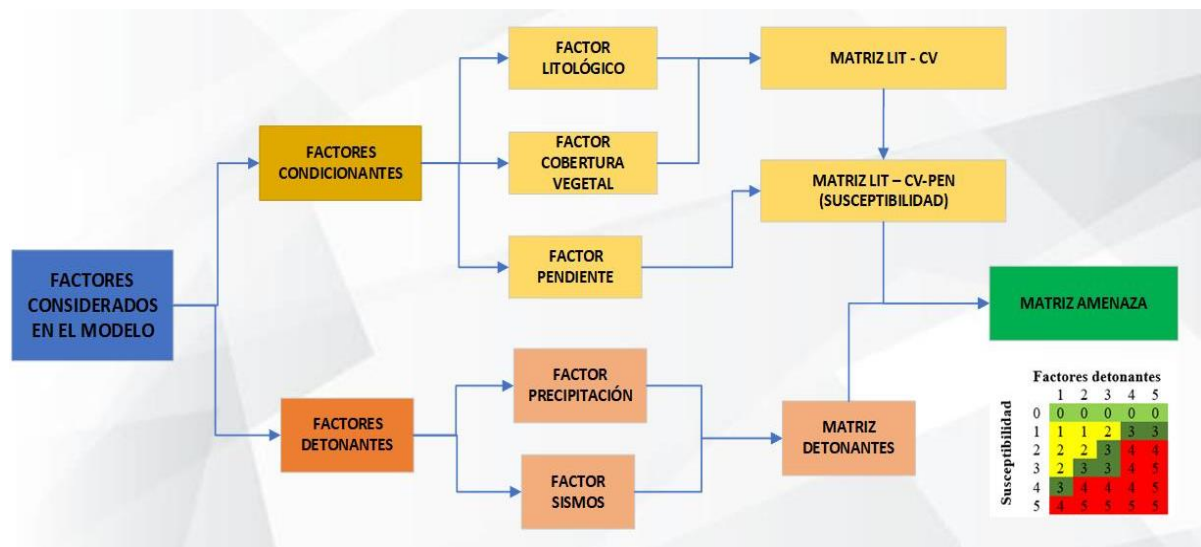 FACTORES
CONSIDERADOS
EN EL MODELO
FACTORES
CONDICIONANTES
FACTOR
LITOLÓGICO
FACTOR
COBERTURA
VEGETAL
FACTOR
PENDIENTE
MATRIZ LIT - CV
MATRIZ LIT – CV-PEN
(SUSCEPTIBILIDAD)
FACTORES
DETONANTES
FACTOR
PRECIPITACIÓN
FACTOR
SISMOS
MATRIZ
DETONANTES
MATRIZ AMENAZA
Factores detonantes
1 2 3 4 5
Susceptibilidad
0 0 0 0 0 0
1 1 1 2 3 3
2 2 2 3 4 4
3 2 3 3 4 5
4 3 4 4 4 5
5 4 5 5 5 5